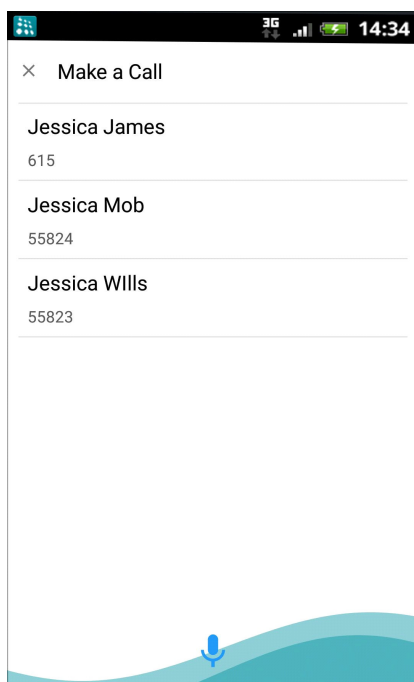 3G 14:34
× Make a Call
Jessica James
615
Jessica Mob
55824
Jessica WIlls
55823